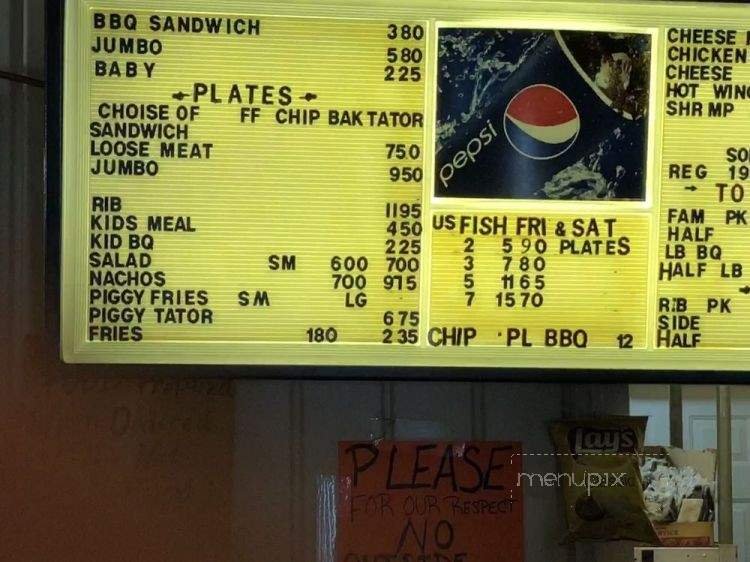 BBQ SANDWICH 380
JUMBO 580
BABY 225
PLATES
CHOISE OF FF CHIP BAKTATOR
SANDWICH
LOOSE MEAT 750
JUMBO 950
RIB 1195
KIDS MEAL 450
KID BQ 225
SALAD SM 600 700
NACHOS 700 975
PIGGY FRIES SM LG
PIGGY TATOR 675
FRIES 180 235
pepsi
US FISH FRI & SAT
2 590 PLATES
3 780
5 1165
7 1570
CHIP PL BBQ 12
CHEESE
CHICKEN
CHEESE
HOT WING
SHRMP
REG 19
TO
FAM PK
HALF
LB BQ
HALF LB
RIB PK
SIDE
HALF
PLEASE
FOR OUR RESPECT
NO
OUTSIDE
Lay's
menupix